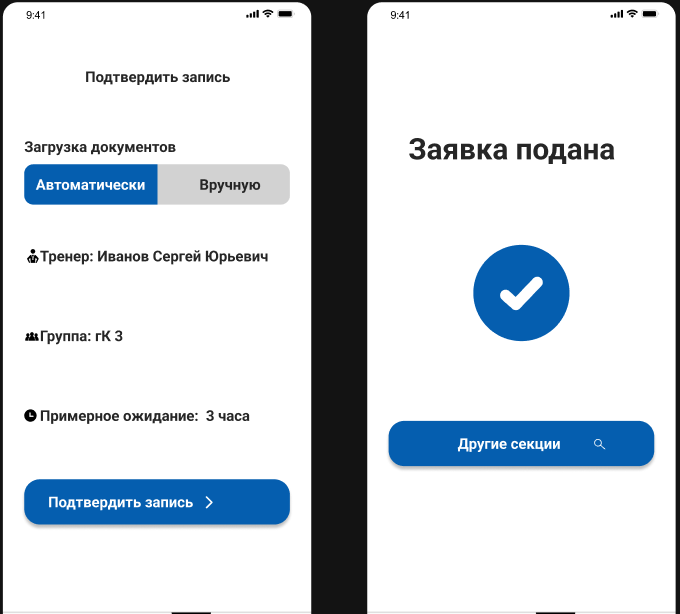 9:41
Подтвердить запись
Загрузка документов
Автоматически
Вручную
Тренер: Иванов Сергей Юрьевич
Группа: гК 3
Примерное ожидание: 3 часа
Подтвердить запись
9:41
Заявка подана
Другие секции